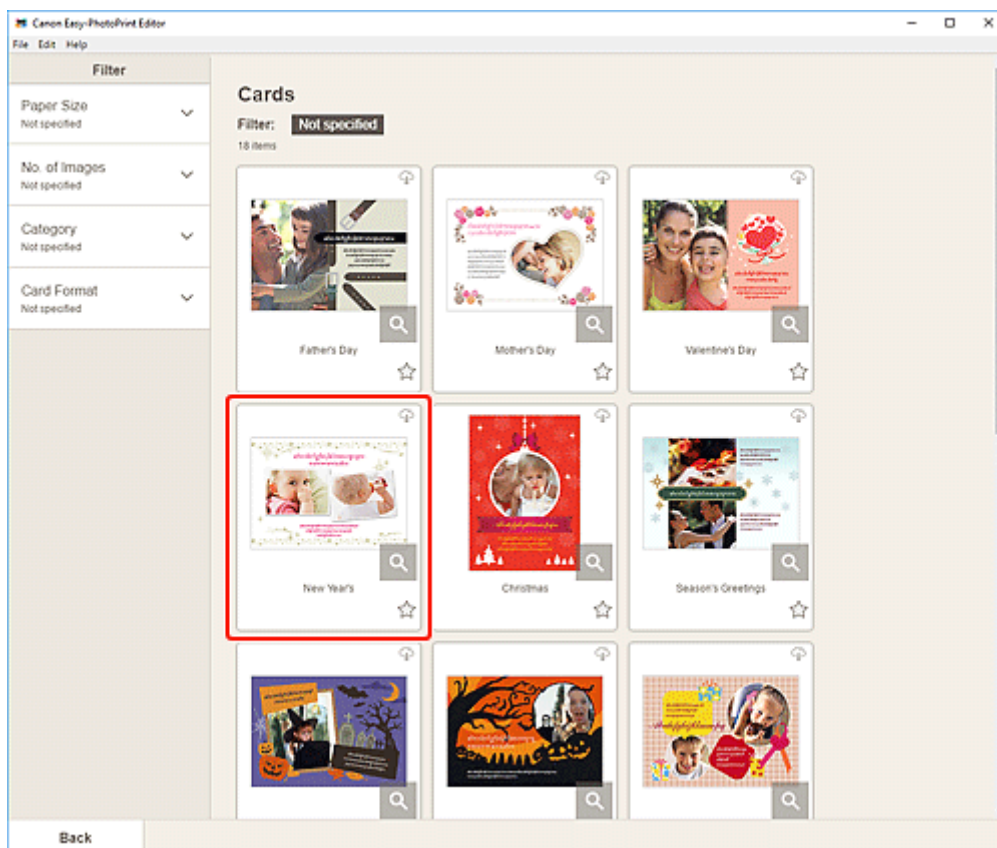 Canon Easy-PhotoPrint Editor
File Edit Help
Filter
Paper Size
Not specified
No. of Images
Not specified
Category
Not specified
Card Format
Not specified
Cards
Filter: Not specified
18 items
Father's Day
Mother's Day
Valentine's Day
New Year's
Christmas
Season's Greetings
Back